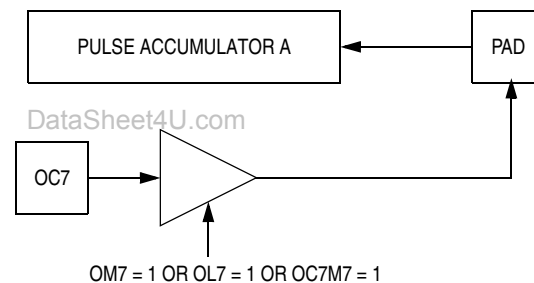 PULSE ACCUMULATOR A
PAD
DataSheet4U.com
OC7
OM7 = 1 OR OL7 = 1 OR OC7M7 = 1